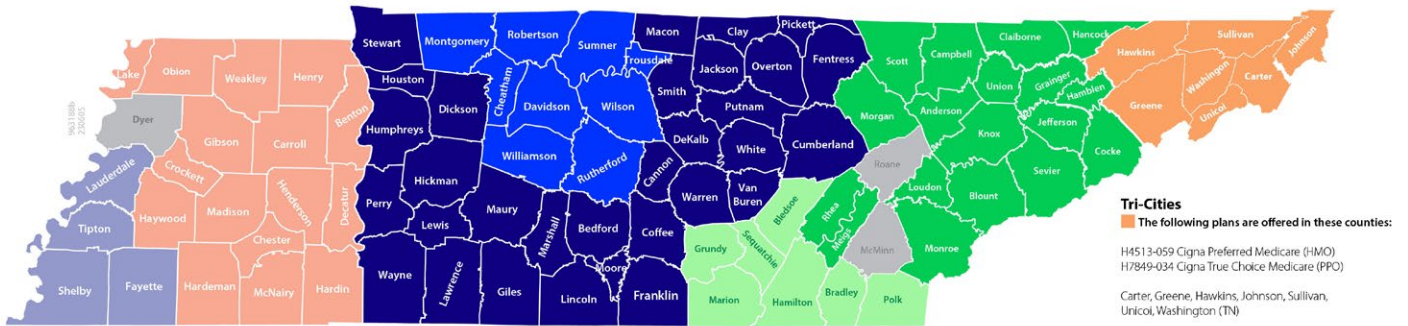 Stewart
Montgomery
Robertson
Sumner
Macon
Clay
Pickett
Claiborne
Hancock
Sullivan
Johnson
Lake
Obion
Weakley
Henry
Houston
Trousdale
Jackson
Overton
Fentress
Scott
Campbell
Hawkins
Washington
Carter
Dyer
Benton
Dickson
Cheatham
Davidson
Wilson
Smith
Putnam
Union
Grainger
Hamblen
Greene
Unicoi
963188b
Gibson
Carroll
Humphreys
Morgan
Anderson
Jefferson
Lauderdale
Crockett
Williamson
Rutherford
DeKalb
White
Cumberland
Roane
Knox
Cocke
Haywood
Madison
Henderson
Decatur
Hickman
Cannon
Warren
Van
Buren
Bledsoe
Rhea
Meigs
Loudon
Blount
Sevier
Tipton
Chester
Perry
Lewis
Maury
Marshall
Bedford
Coffee
Grundy
Sequatchie
McMinn
Monroe
Shelby
Fayette
Hardeman
McNairy
Hardin
Wayne
Lawrence
Giles
Lincoln
Moore
Franklin
Marion
Hamilton
Bradley
Polk
Tri-Cities
The following plans are offered in these counties:
H4513-059 Cigna Preferred Medicare (HMO)
H7849-034 Cigna True Choice Medicare (PPO)
Carter, Greene, Hawkins, Johnson, Sullivan,
Unicoi, Washington (TN)